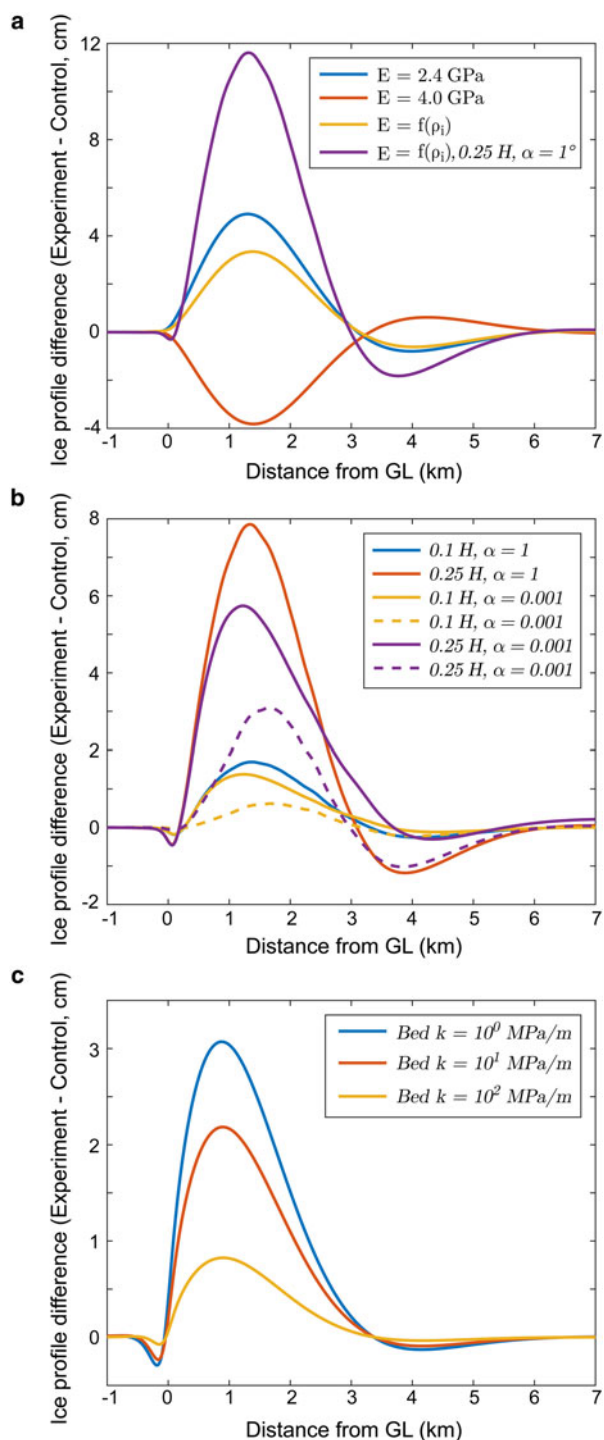 a
Ice profile difference (Experiment - Control, cm)
12
8
4
0
-4
E = 2.4 GPa
E = 4.0 GPa
E = f(ρᵢ)
E = f(ρᵢ), 0.25 H, α = 1°
-1 0 1 2 3 4 5 6 7
Distance from GL (km)
b
Ice profile difference (Experiment - Control, cm)
8
6
4
2
0
-2
0.1 H, α = 1
0.25 H, α = 1
0.1 H, α = 0.001
0.1 H, α = 0.001
0.25 H, α = 0.001
0.25 H, α = 0.001
-1 0 1 2 3 4 5 6 7
Distance from GL (km)
c
Ice profile difference (Experiment - Control, cm)
3
2
1
0
Bed k = 10⁰ MPa/m
Bed k = 10¹ MPa/m
Bed k = 10² MPa/m
-1 0 1 2 3 4 5 6 7
Distance from GL (km)